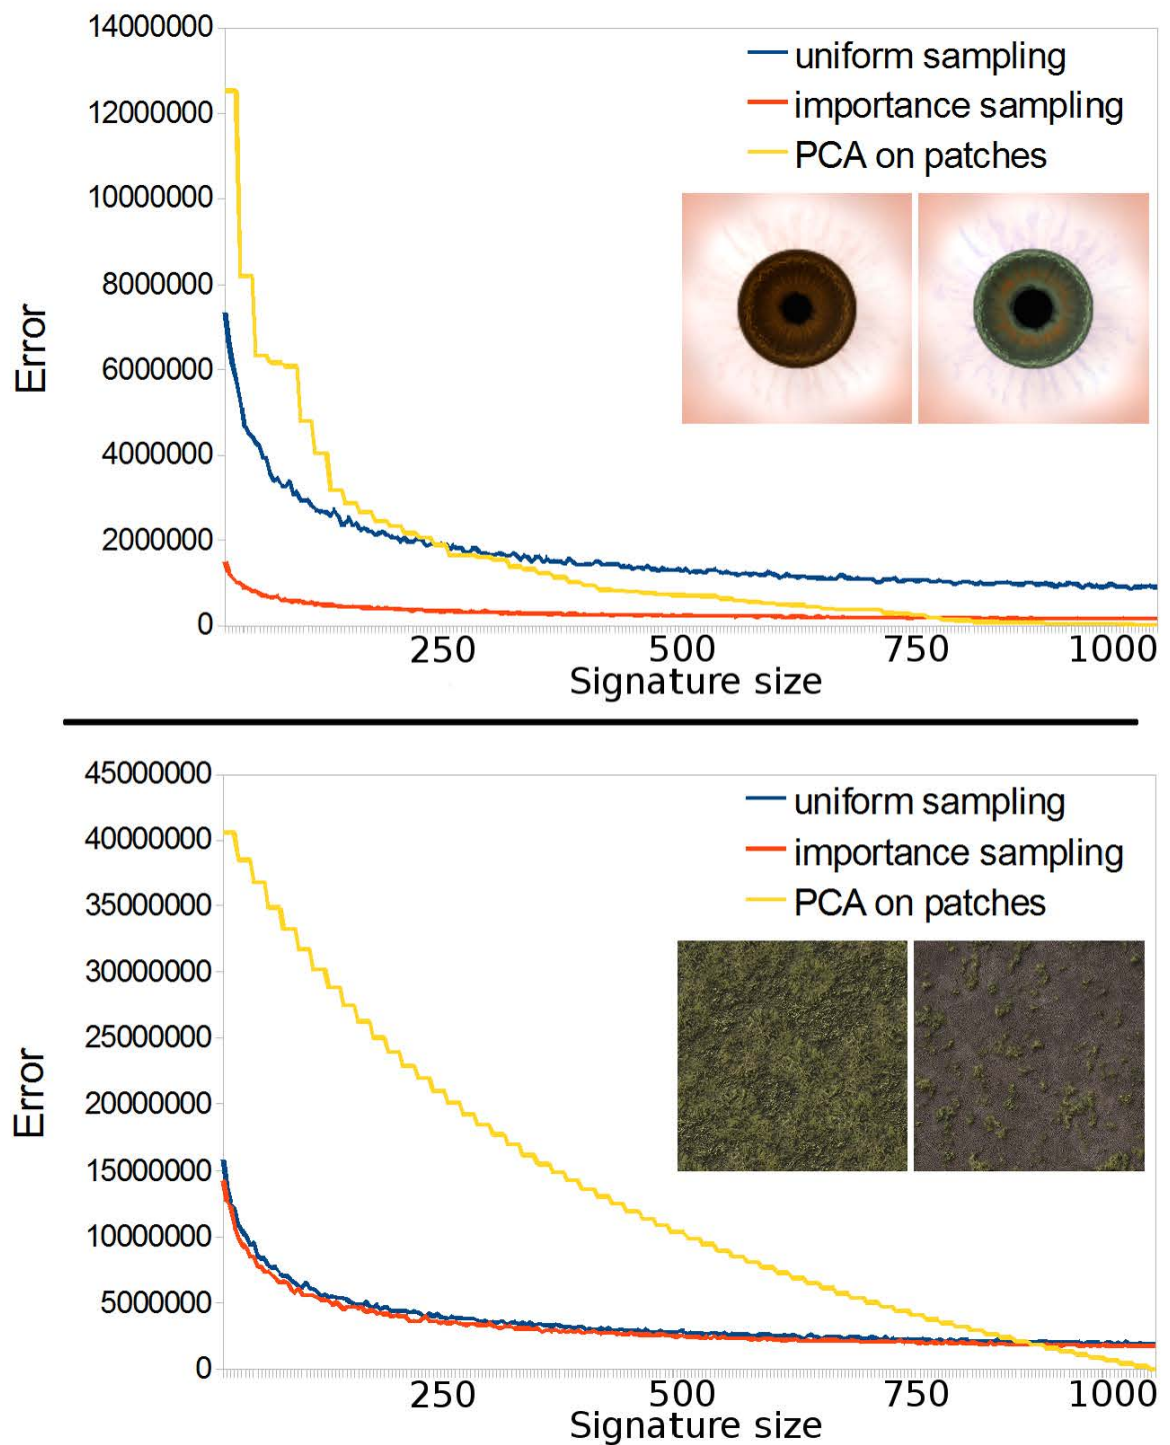 14000000
12000000
10000000
8000000
6000000
4000000
2000000
0
Error
uniform sampling
importance sampling
PCA on patches
250 500 750 1000
Signature size
45000000
40000000
35000000
30000000
25000000
20000000
15000000
10000000
5000000
0
Error
uniform sampling
importance sampling
PCA on patches
250 500 750 1000
Signature size